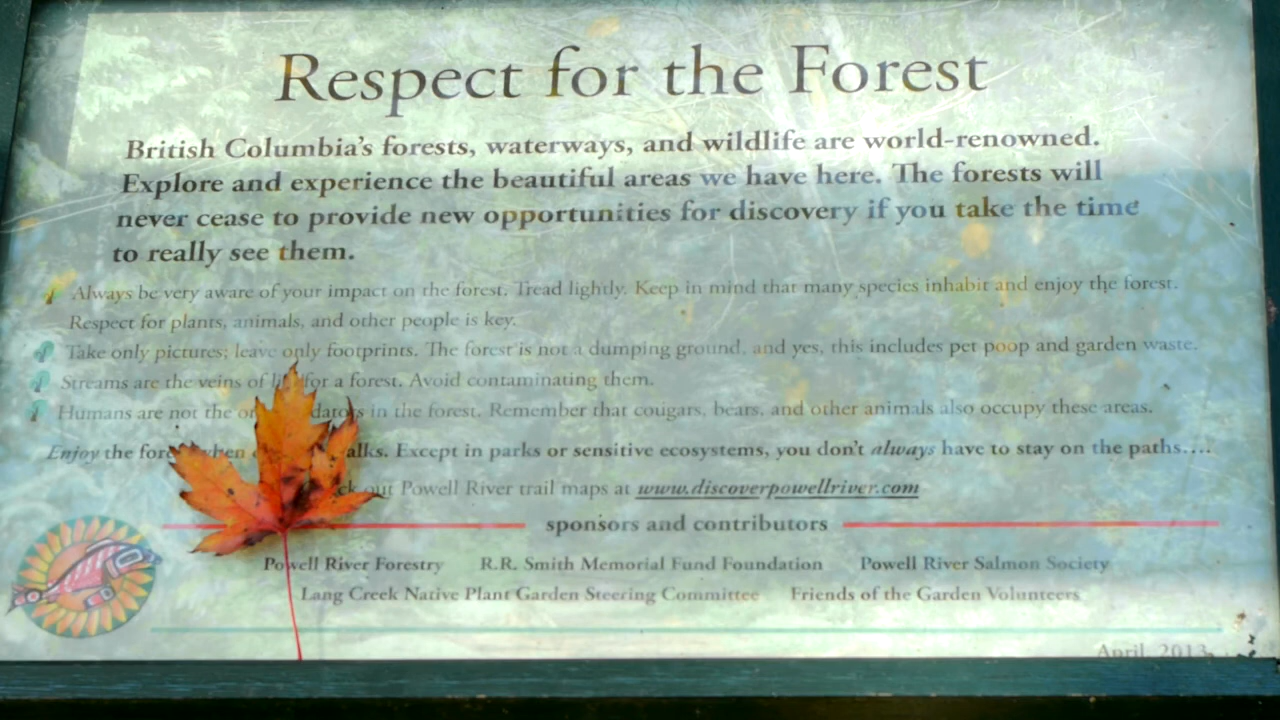 Respect for the Forest
British Columbia's forests, waterways, and wildlife are world-renowned.
Explore and experience the beautiful areas we have here. The forests will
never cease to provide new opportunities for discovery if you take the time
to really see them.
Always be very aware of your impact on the forest. Tread lightly. Keep in mind that many species inhabit and enjoy the forest.
Respect for plants, animals, and other people is key.
Take only pictures; leave only footprints. The forest is not a dumping ground, and yes, this includes pet poop and garden waste.
Streams are the veins of life for a forest. Avoid contaminating them.
Humans are not the in the forest. Remember that cougars, bears, and other animals also occupy these areas.
Enjoy the when Except in parks or sensitive ecosystems, you don't always have to stay on the paths....
out Powell River trail maps at www.discoverpowellriver.com
sponsors and contributors
Powell River Forestry R.R. Smith Memorial Fund Foundation Powell River Salmon Society
Lang Creek Native Plant Garden Steering Committee Friends of the Garden Volunteers
April, 2013